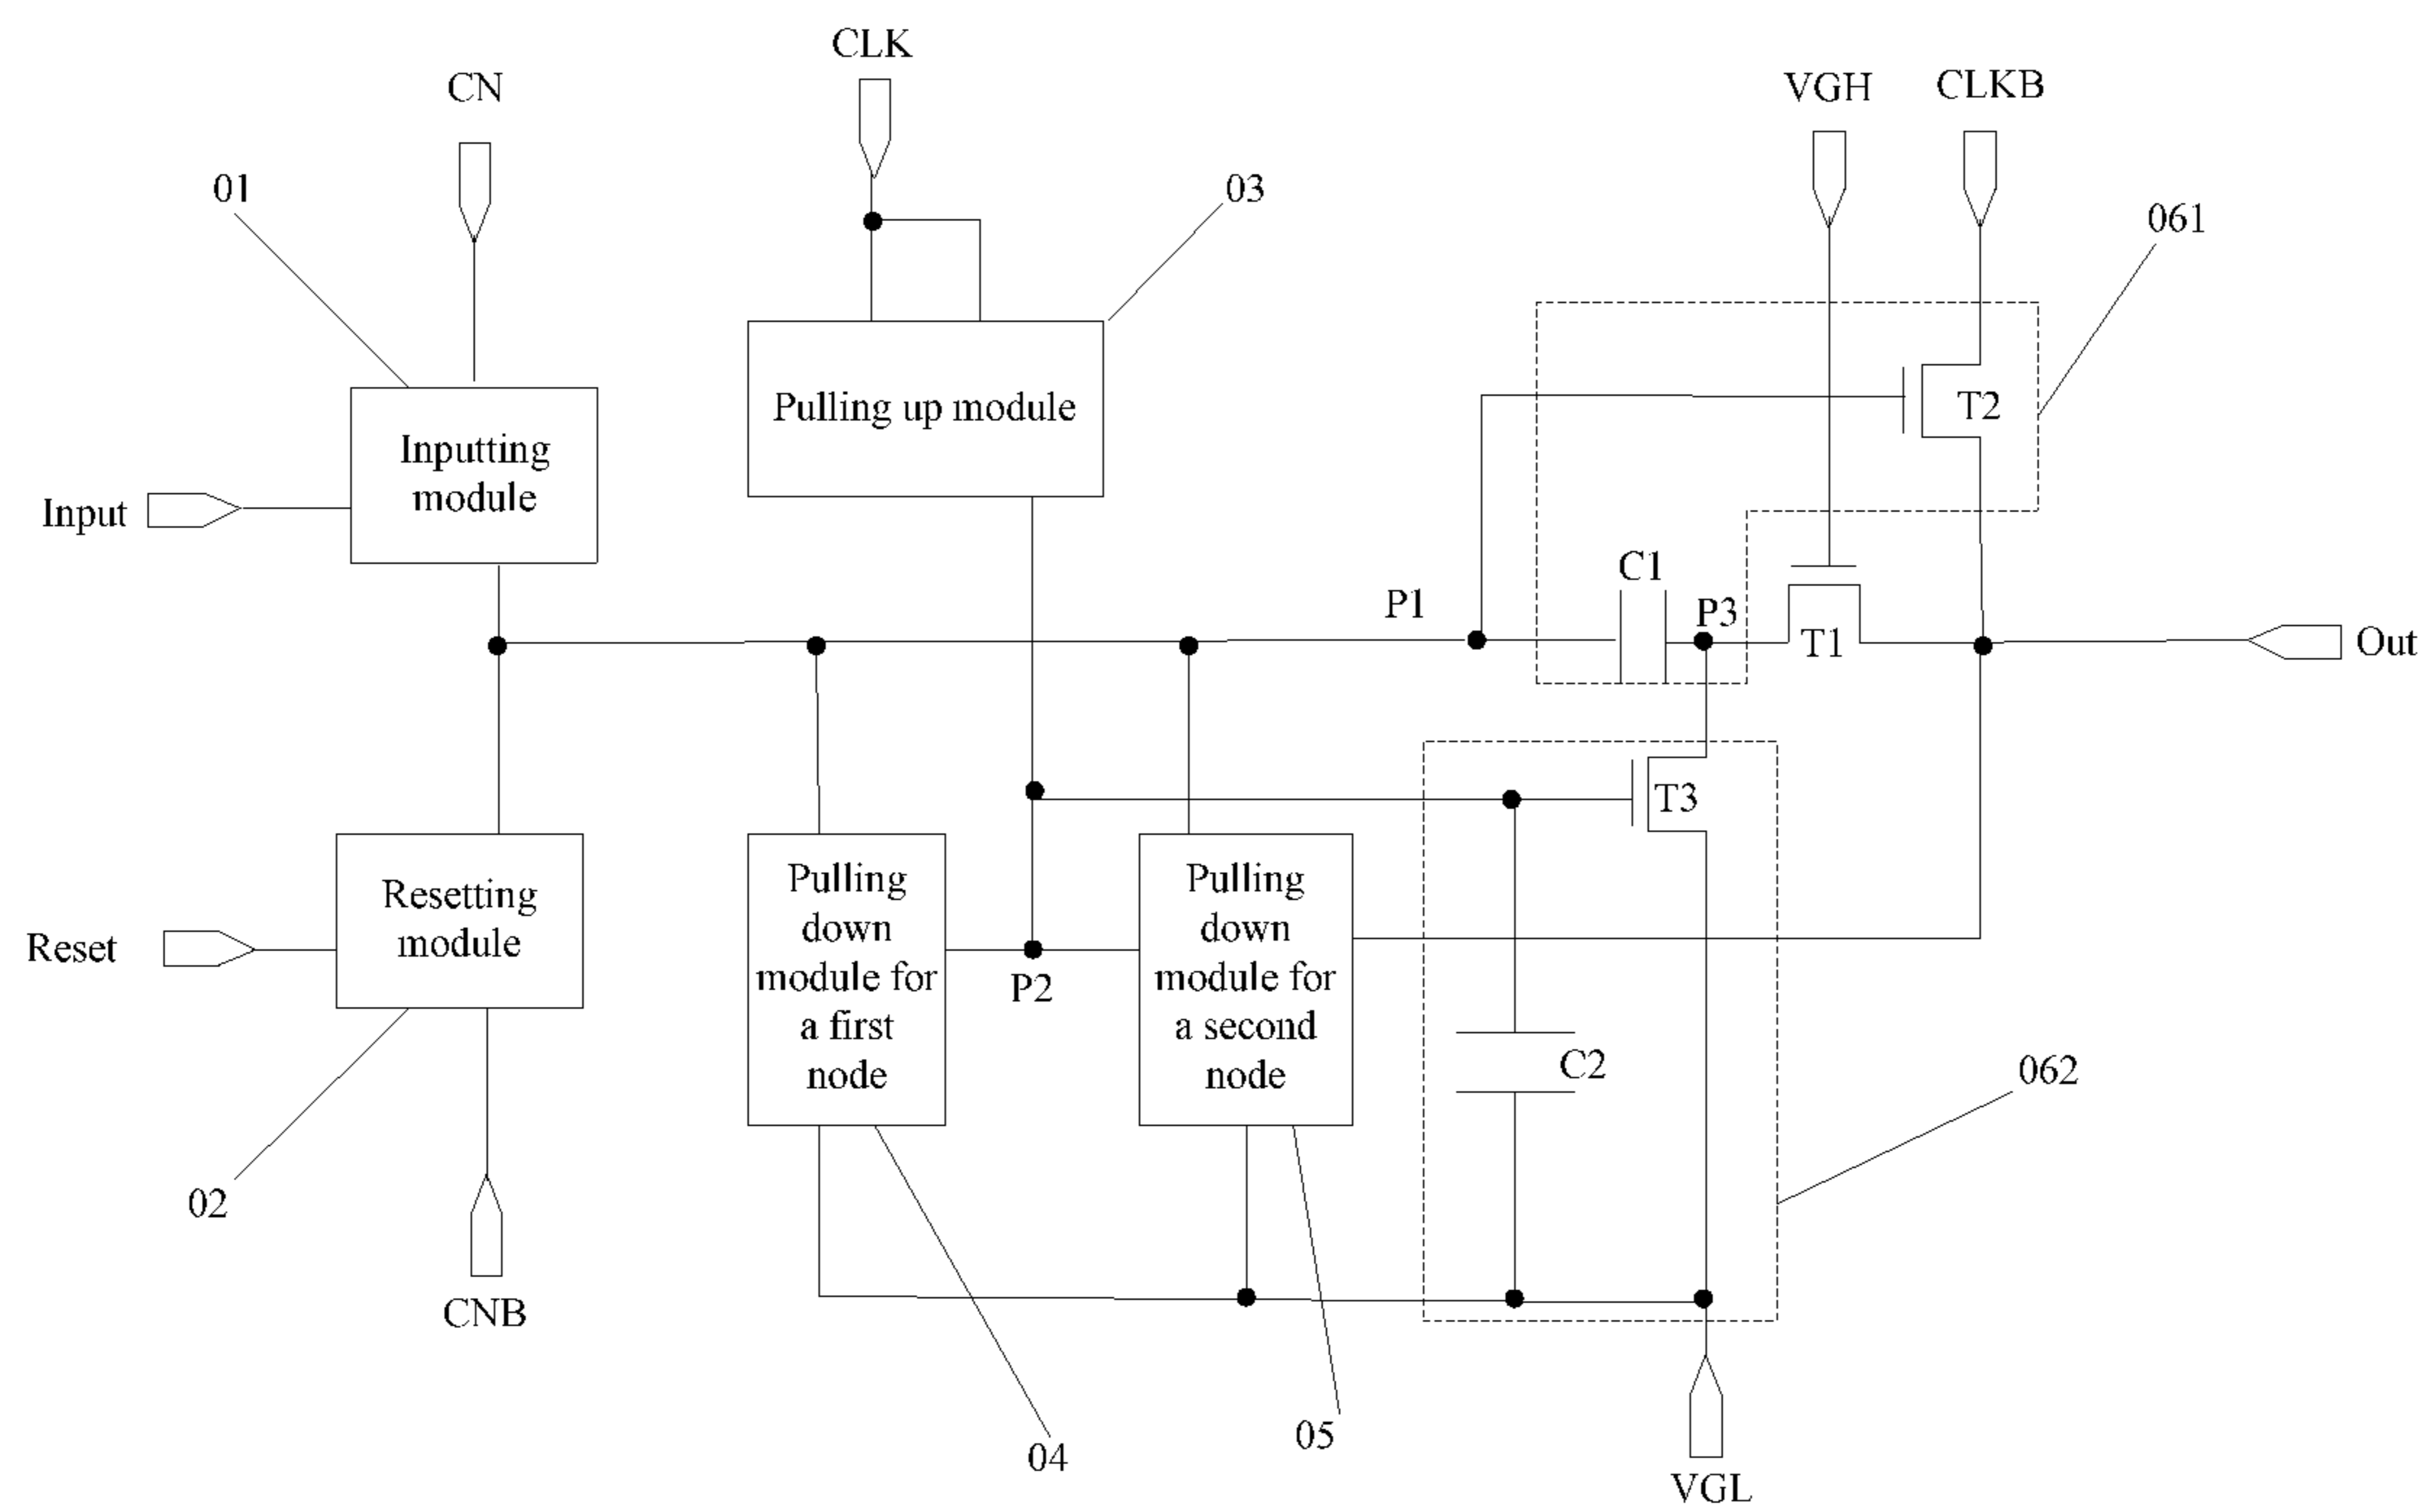 CLK
CN
VGH
CLKB
01
03
061
Pulling up module
T2
Inputting
module
Input
C1
P1
P3
T1
Out
T3
Pulling
down
module for
a first
node
Pulling
down
module for
a second
node
Resetting
module
Reset
P2
C2
062
02
CNB
05
04
VGL